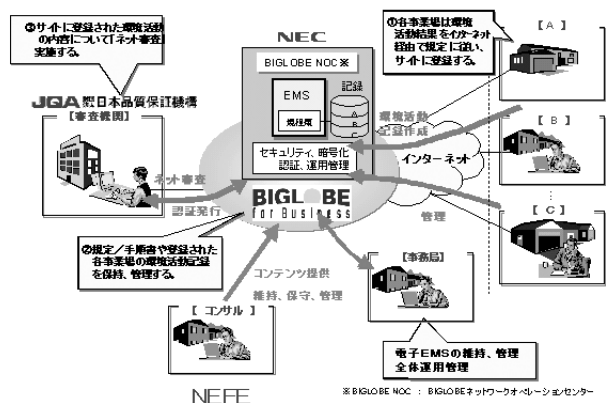 ③サイトに登録された環境活動
の内容について「ネット審査」
実施する。
NEC
①各事業場は環境
活動結果をインターネット
経由で規定に従い、
サイトに登録する。
【A】
BIGLOBE NOC※
EMS
規程類
記録
A
B
C
セキュリティ、暗号化
認証、運用管理
JQA 財団法人日本品質保証機構
【審査機関】
ネット審査
認証発行
環境活動
記録作成
インターネット
【B】
管理
【C】
BIGLOBE
for Business
②規定/手順書や登録された
各事業場の環境活動記録
を保持、管理する。
コンテンツ提供
維持、保守、管理
【事務局】
【コンサル】
電子EMSの維持、管理
全体運用管理
NEFE
※BIGLOBE NOC : BIGLOBEネットワークオペレーションセンター